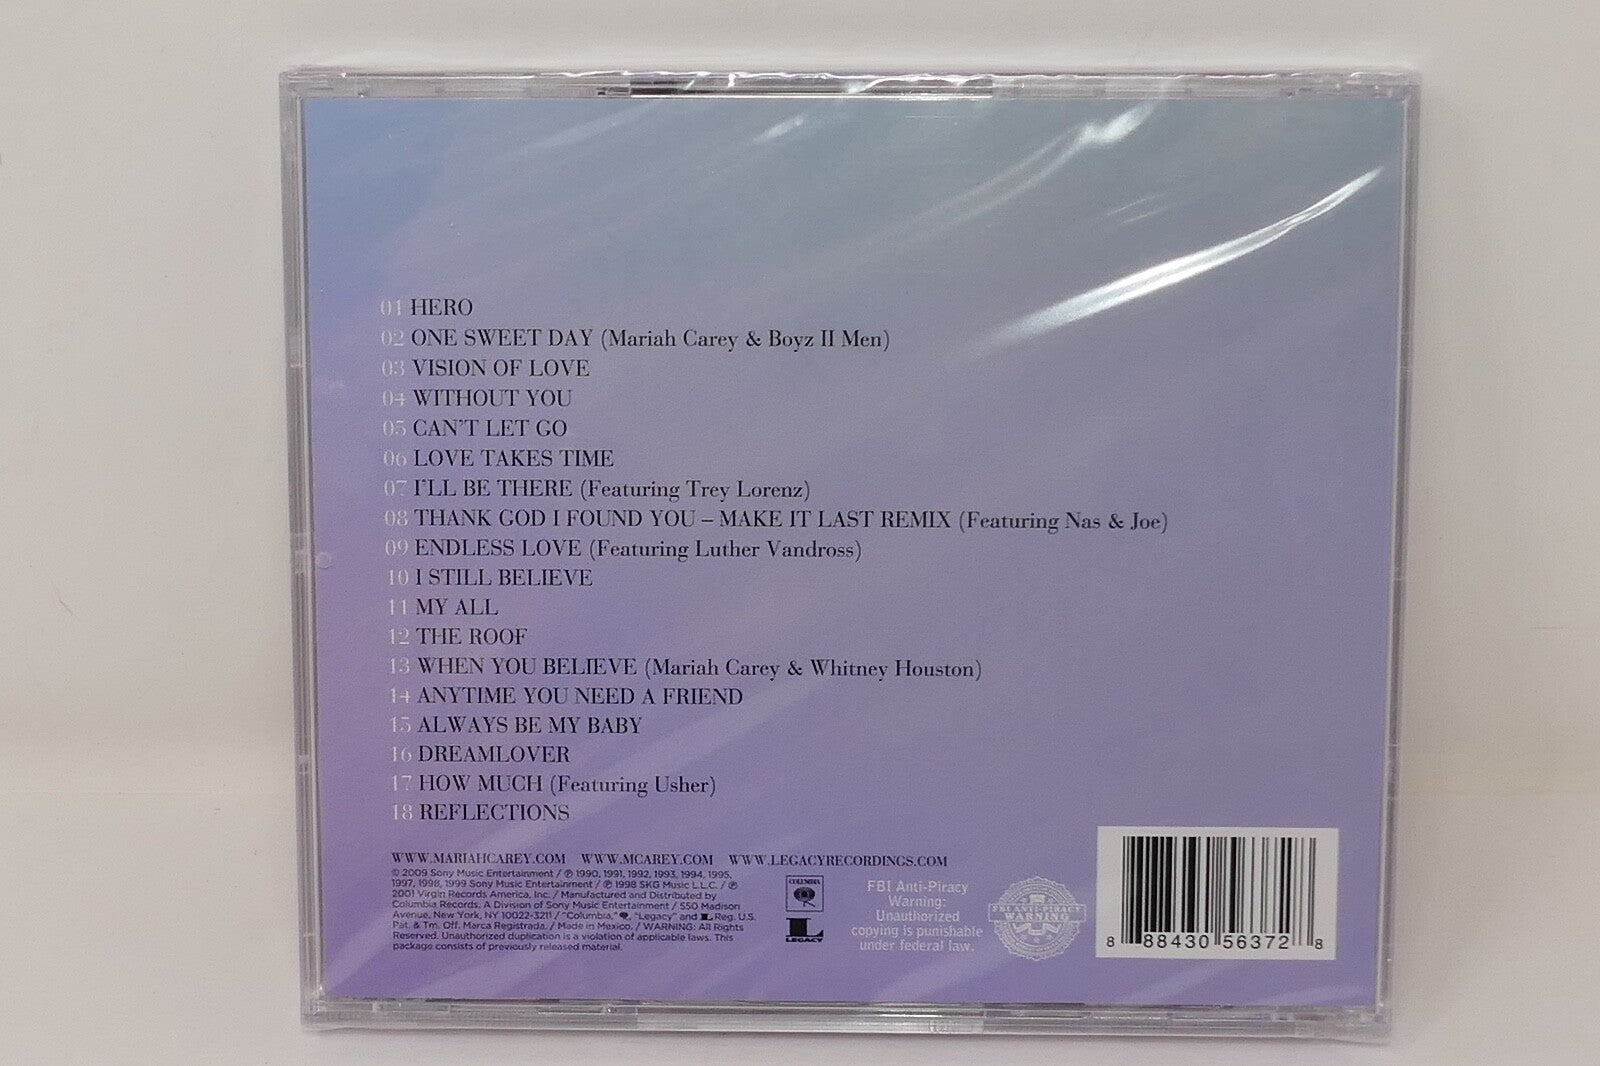 01 HERO
02 ONE SWEET DAY (Mariah Carey & Boyz II Men)
03 VISION OF LOVE
04 WITHOUT YOU
05 CAN'T LET GO
06 LOVE TAKES TIME
07 I'LL BE THERE (Featuring Trey Lorenz)
08 THANK GOD I FOUND YOU – MAKE IT LAST REMIX (Featuring Nas & Joe)
09 ENDLESS LOVE (Featuring Luther Vandross)
10 I STILL BELIEVE
11 MY ALL
12 THE ROOF
13 WHEN YOU BELIEVE (Mariah Carey & Whitney Houston)
14 ANYTIME YOU NEED A FRIEND
15 ALWAYS BE MY BABY
16 DREAMLOVER
17 HOW MUCH (Featuring Usher)
18 REFLECTIONS
WWW.MARIAHCAREY.COM WWW.MCAREY.COM WWW.LEGACYRECORDINGS.COM
© 2009 Sony Music Entertainment / ℗ 1990, 1991, 1992, 1993, 1994, 1995,
1997, 1998, 1999 Sony Music Entertainment / ℗ 1998 SKG Music L.L.C. / ℗
2001 Virgin Records America, Inc. / Manufactured and Distributed by
Columbia Records, A Division of Sony Music Entertainment / 550 Madison
Avenue, New York, NY 10022-3211 / "Columbia," "Legacy" and L Reg. U.S.
Pat. & Tm. Off. Marca Registrada. / Made in Mexico. / WARNING: All Rights
Reserved. Unauthorized duplication is a violation of applicable laws. This
package consists of previously released material.
COLUMBIA
L
LEGACY
FBI Anti-Piracy
Warning:
Unauthorized
copying is punishable
under federal law.
FBI ANTI-PIRACY
WARNING
8 88430 56372 8